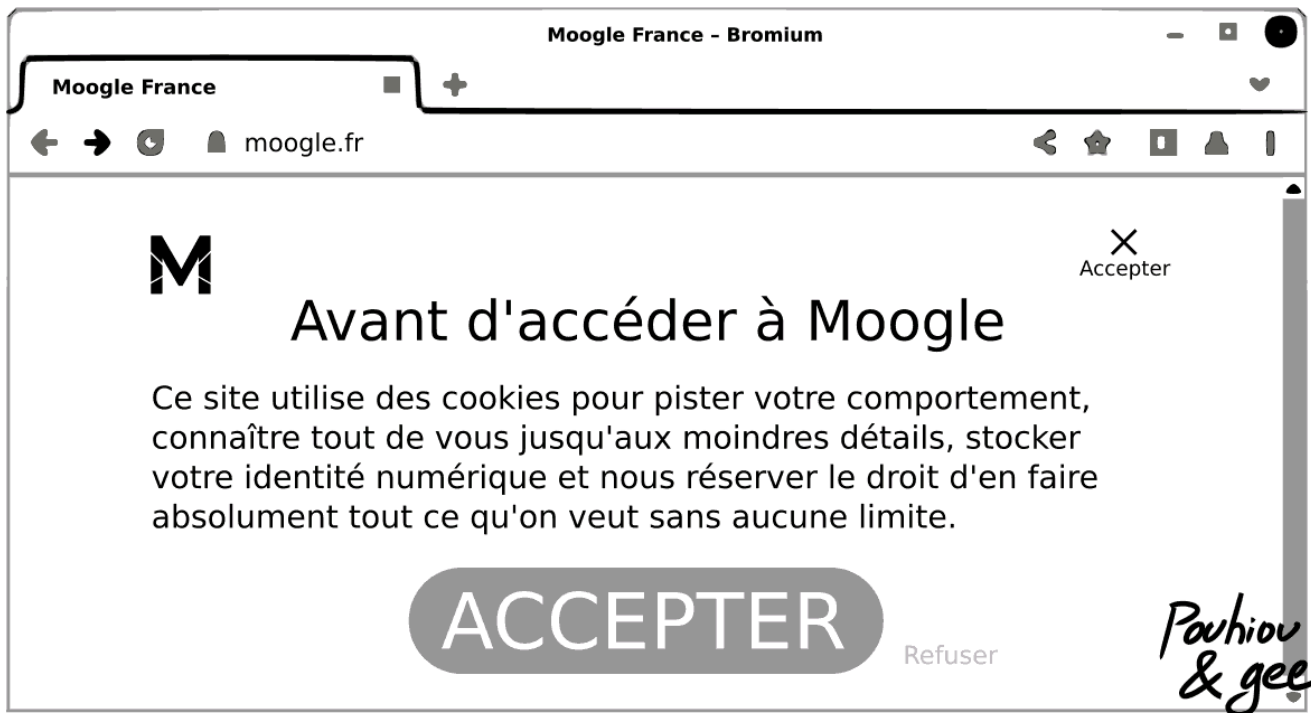 Moogle France – Bromium
Moogle France
moogle.fr
M
Accepter
Avant d'accéder à Moogle
Ce site utilise des cookies pour pister votre comportement,
connaître tout de vous jusqu'aux moindres détails, stocker
votre identité numérique et nous réserver le droit d'en faire
absolument tout ce qu'on veut sans aucune limite.
ACCEPTER
Refuser
Pouhiou
& gee